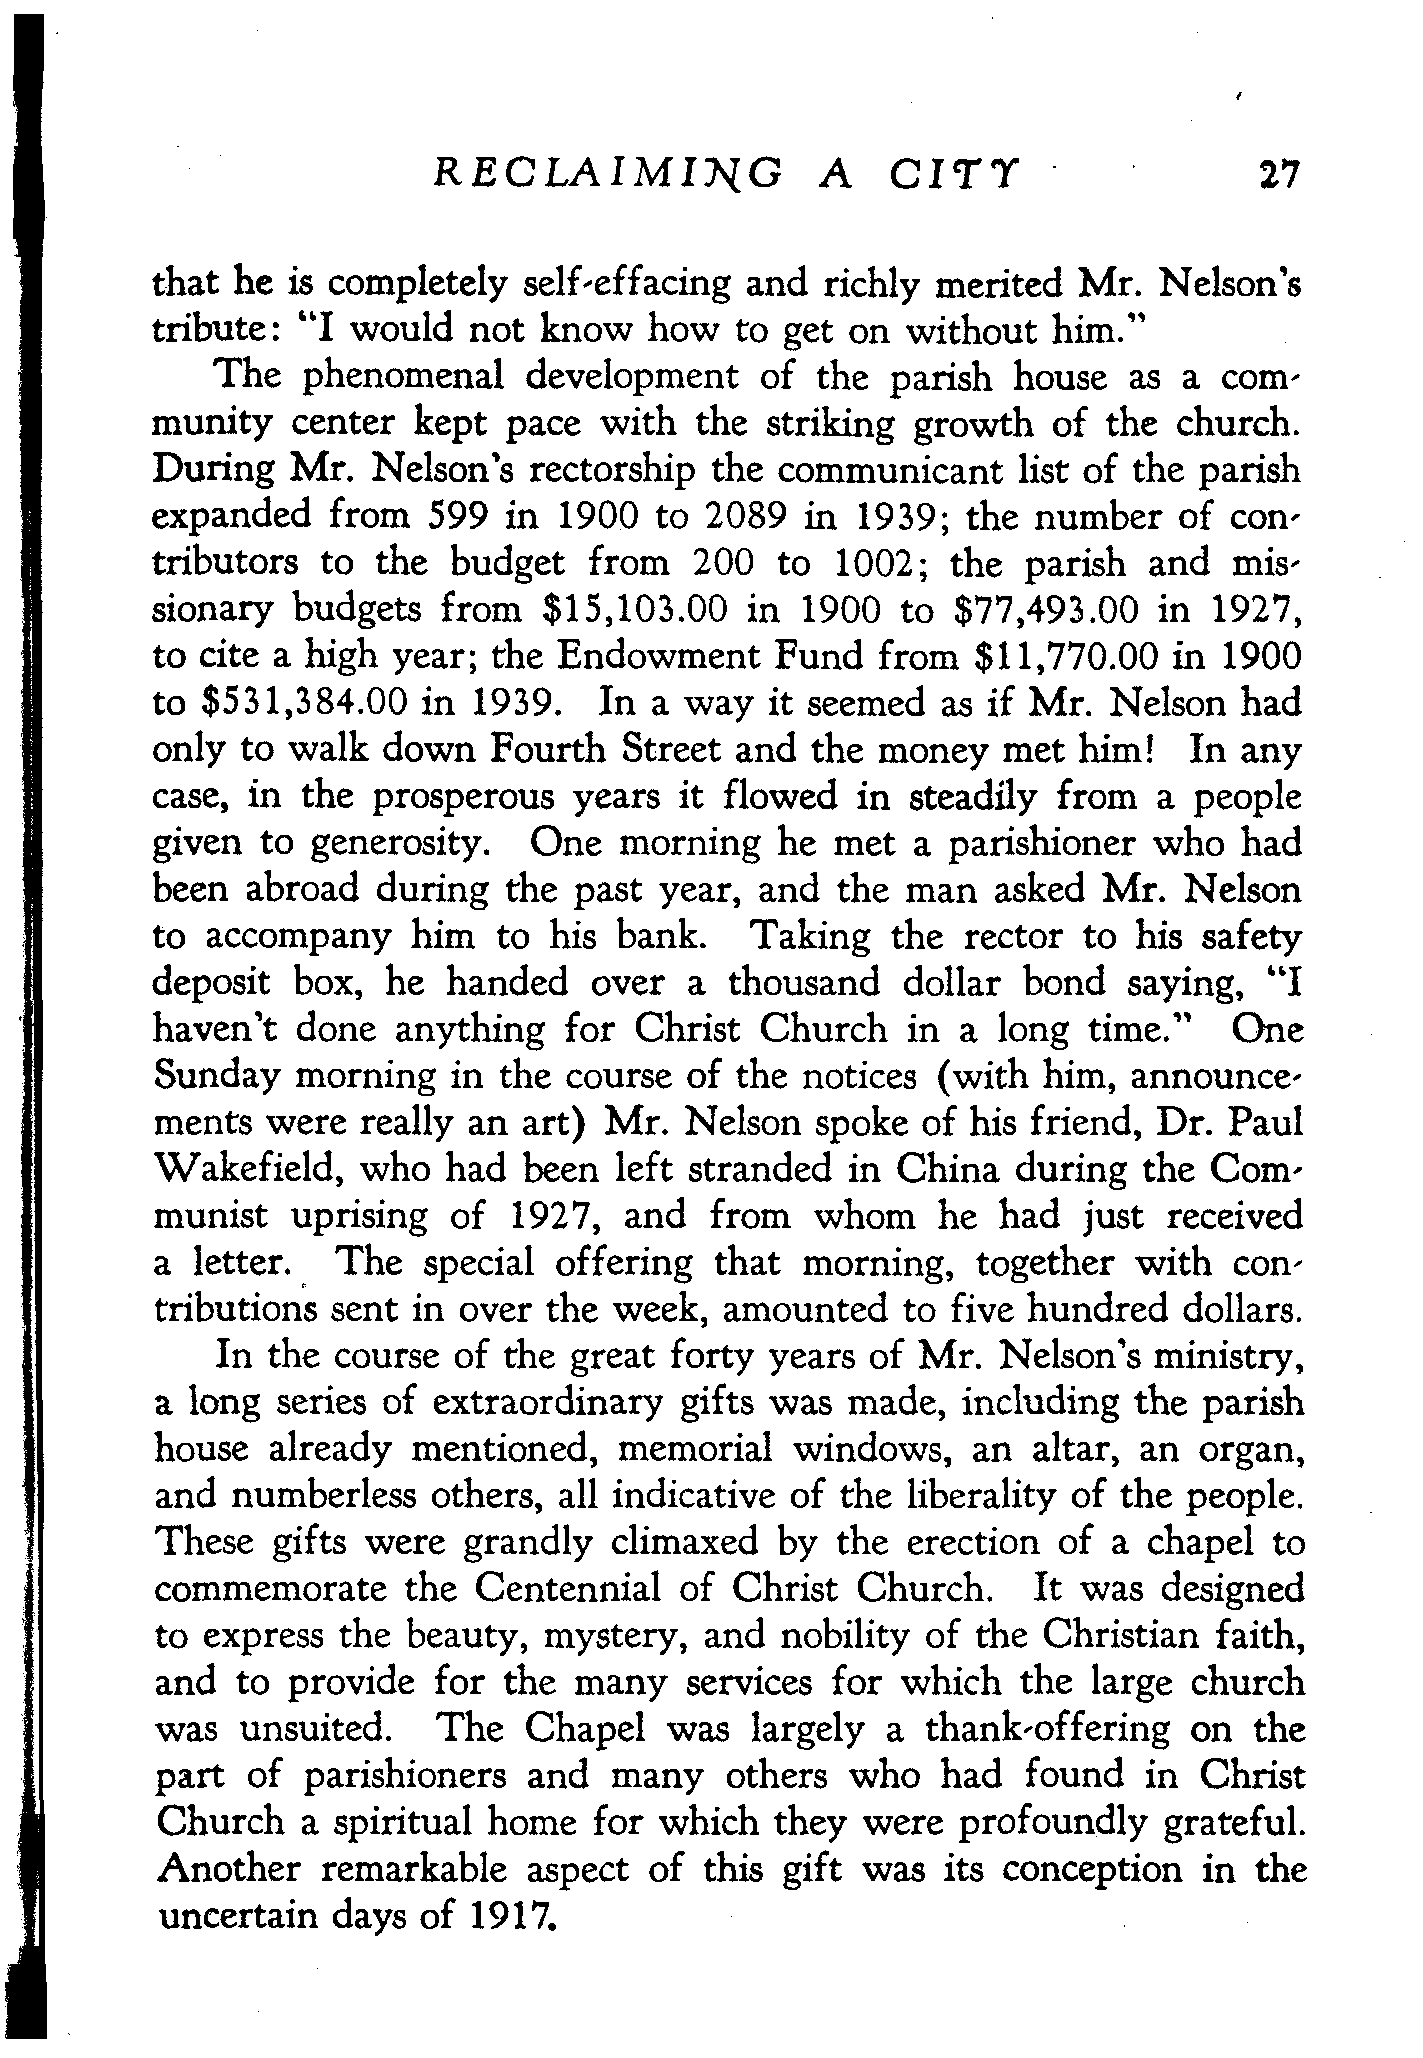 RECLAIMING A CITY 27
that he is completely self-effacing and richly merited Mr. Nelson's
tribute: "I would not know how to get on without him."
The phenomenal development of the parish house as a com-
munity center kept pace with the striking growth of the church.
During Mr. Nelson's rectorship the communicant list of the parish
expanded from 599 in 1900 to 2089 in 1939; the number of con-
tributors to the budget from 200 to 1002; the parish and mis-
sionary budgets from $15,103.00 in 1900 to $77,493.00 in 1927,
to cite a high year; the Endowment Fund from $11,770.00 in 1900
to $531,384.00 in 1939. In a way it seemed as if Mr. Nelson had
only to walk down Fourth Street and the money met him! In any
case, in the prosperous years it flowed in steadily from a people
given to generosity. One morning he met a parishioner who had
been abroad during the past year, and the man asked Mr. Nelson
to accompany him to his bank. Taking the rector to his safety
deposit box, he handed over a thousand dollar bond saying, "I
haven't done anything for Christ Church in a long time." One
Sunday morning in the course of the notices (with him, announce-
ments were really an art) Mr. Nelson spoke of his friend, Dr. Paul
Wakefield, who had been left stranded in China during the Com-
munist uprising of 1927, and from whom he had just received
a letter. The special offering that morning, together with con-
tributions sent in over the week, amounted to five hundred dollars.
In the course of the great forty years of Mr. Nelson's ministry,
a long series of extraordinary gifts was made, including the parish
house already mentioned, memorial windows, an altar, an organ,
and numberless others, all indicative of the liberality of the people.
These gifts were grandly climaxed by the erection of a chapel to
commemorate the Centennial of Christ Church. It was designed
to express the beauty, mystery, and nobility of the Christian faith,
and to provide for the many services for which the large church
was unsuited. The Chapel was largely a thank-offering on the
part of parishioners and many others who had found in Christ
Church a spiritual home for which they were profoundly grateful.
Another remarkable aspect of this gift was its conception in the
uncertain days of 1917.